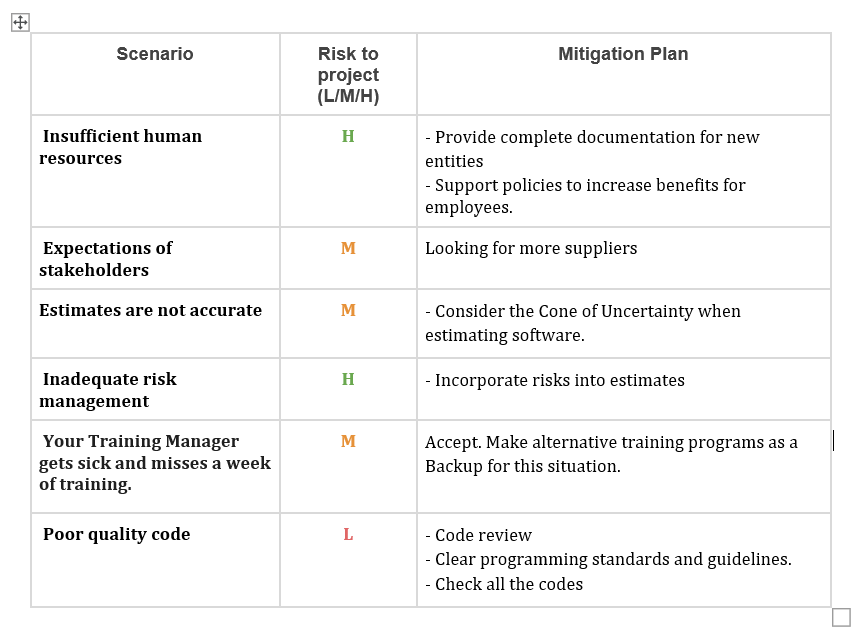 Scenario
Risk to
project
(L/M/H)
Mitigation Plan
Insufficient human
resources
H
- Provide complete documentation for new
entities
- Support policies to increase benefits for
employees.
Expectations of
stakeholders
M
Looking for more suppliers
Estimates are not accurate
M
- Consider the Cone of Uncertainty when
estimating software.
Inadequate risk
management
H
- Incorporate risks into estimates
Your Training Manager
gets sick and misses a week
of training.
M
Accept. Make alternative training programs as a
Backup for this situation.
Poor quality code
L
- Code review
- Clear programming standards and guidelines.
- Check all the codes